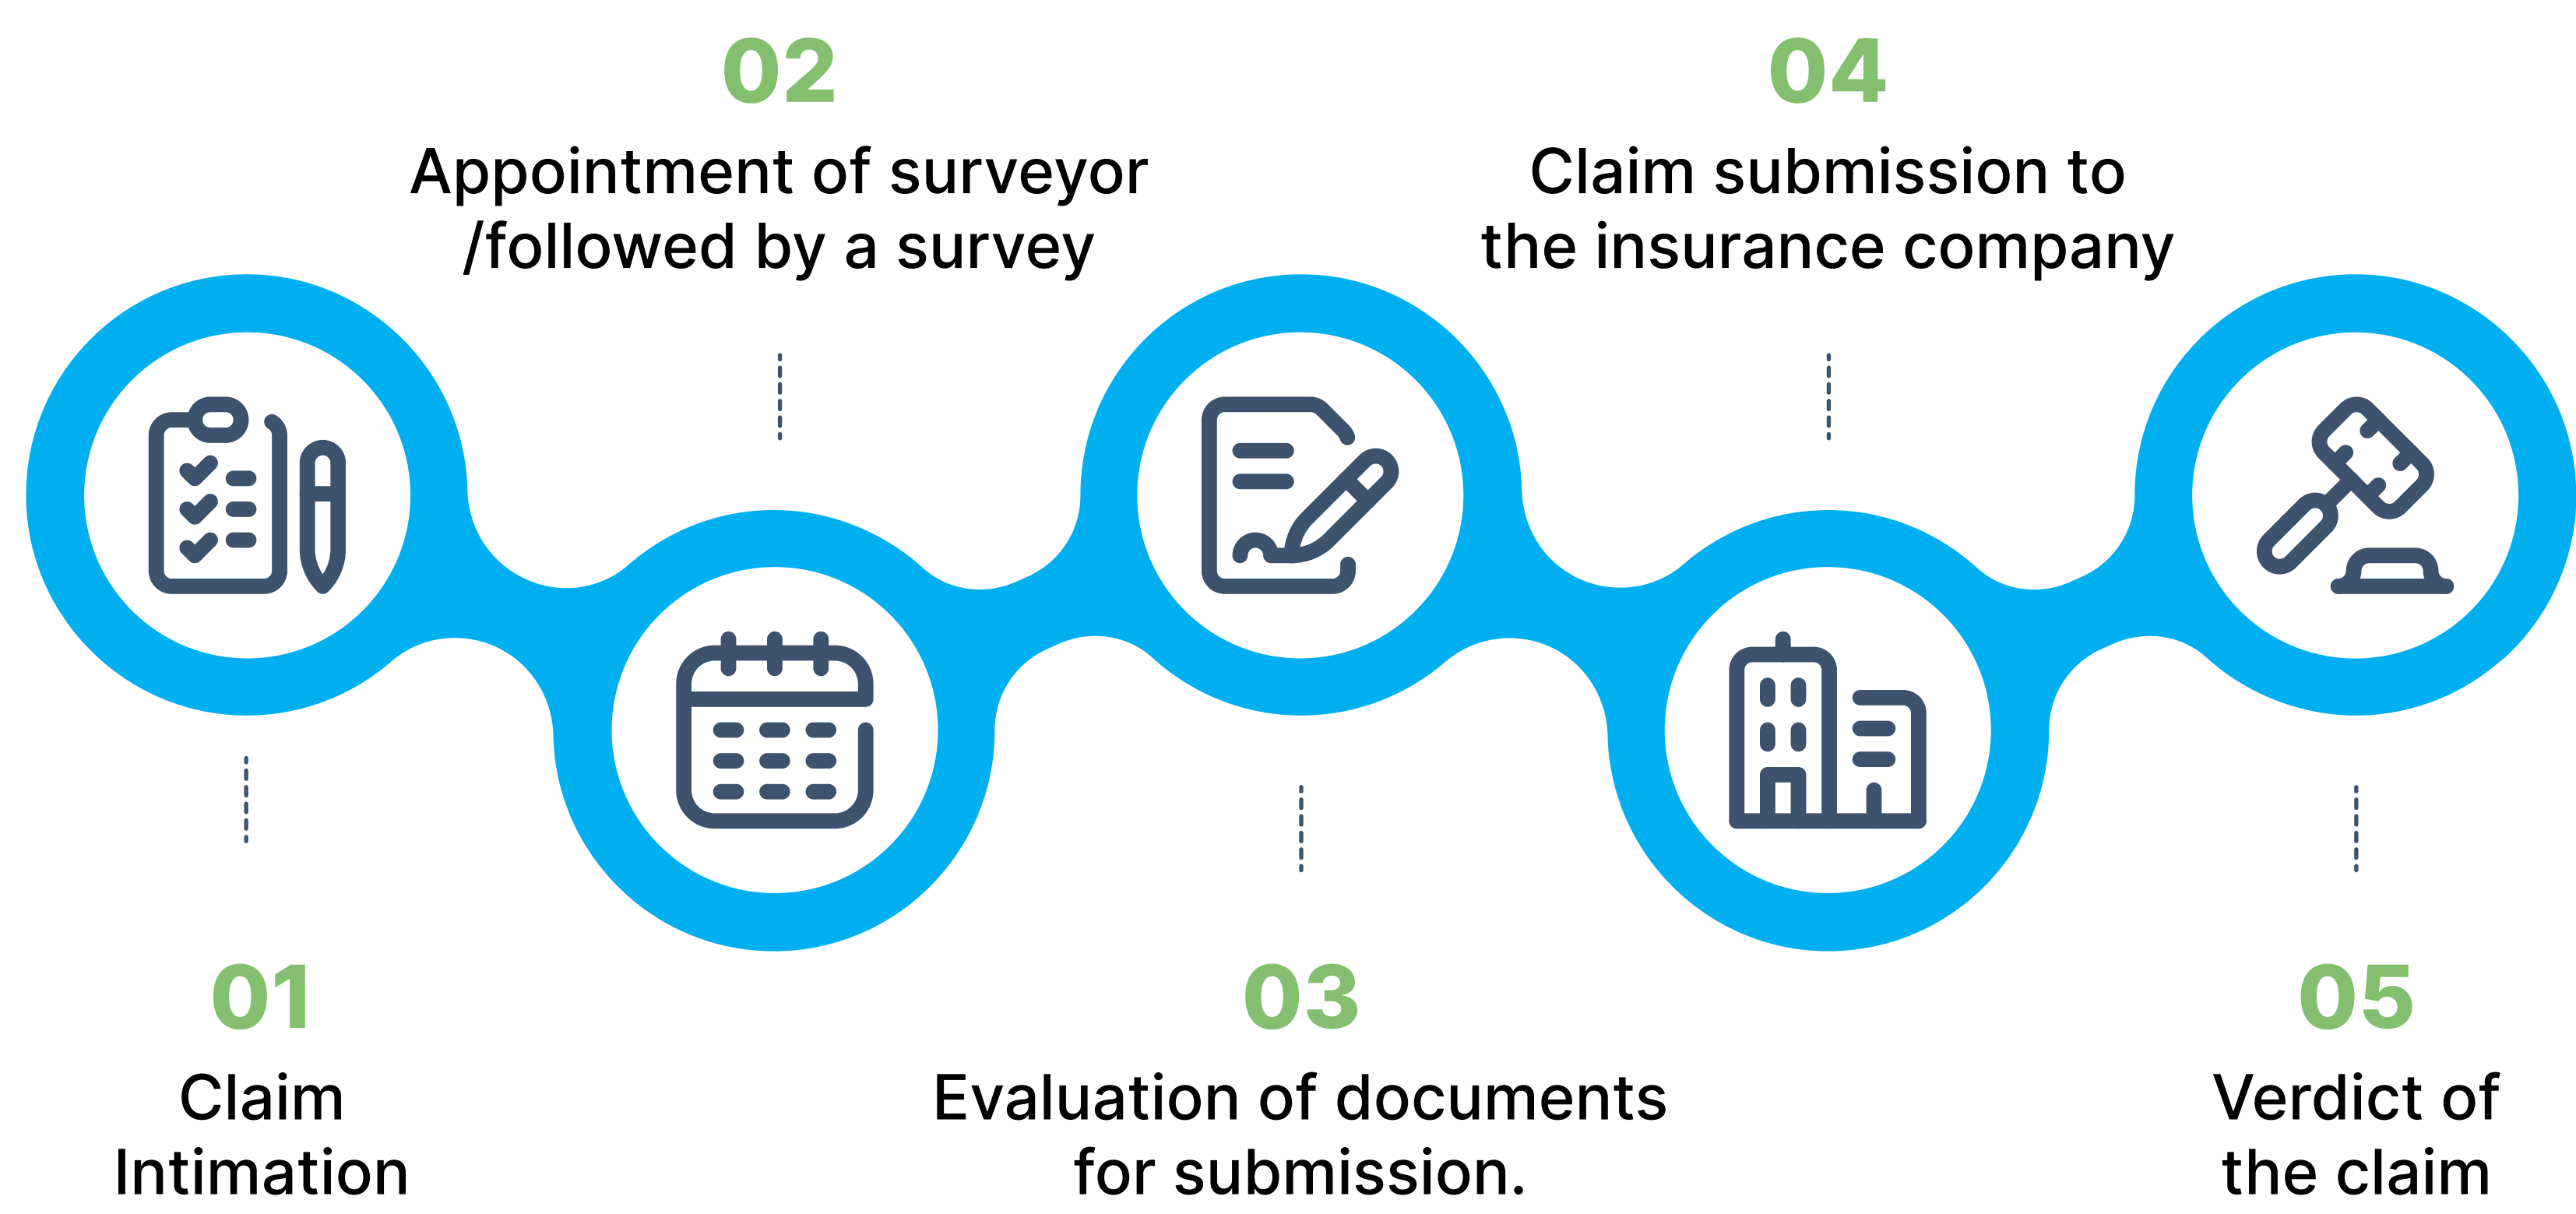 01
Claim
Intimation
02
Appointment of surveyor
/followed by a survey
03
Evaluation of documents
for submission.
04
Claim submission to
the insurance company
05
Verdict of
the claim